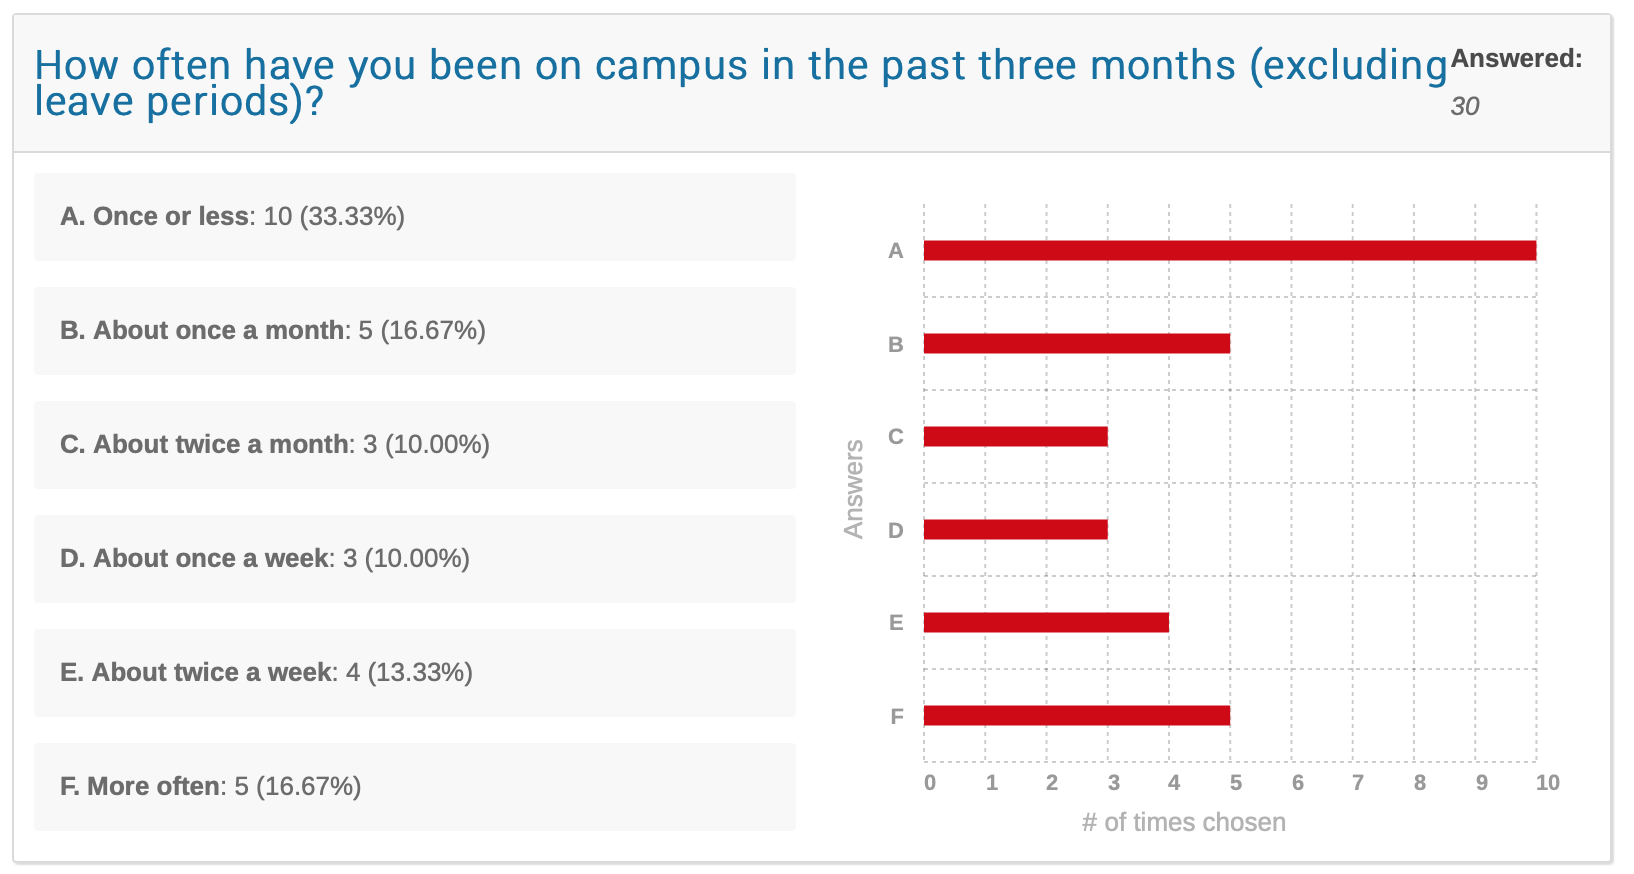 How often have you been on campus in the past three months (excluding
leave periods)?
Answered:
30
A. Once or less: 10 (33.33%)
B. About once a month: 5 (16.67%)
C. About twice a month: 3 (10.00%)
D. About once a week: 3 (10.00%)
E. About twice a week: 4 (13.33%)
F. More often: 5 (16.67%)
Answers
A
B
C
D
E
F
0 1 2 3 4 5 6 7 8 9 10
# of times chosen